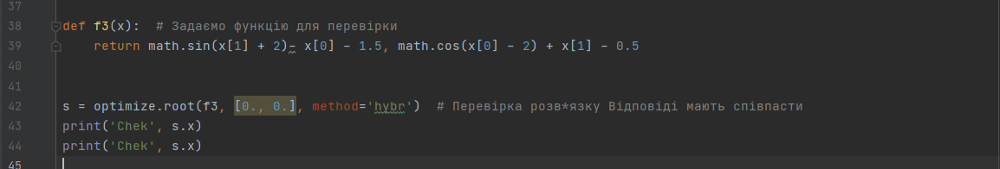 37
38 def f3(x):  # Задаємо функцію для перевірки
39     return math.sin(x[1] + 2)- x[0] - 1.5, math.cos(x[0] - 2) + x[1] - 0.5
40
41
42 s = optimize.root(f3, [0., 0.], method='hybr')  # Перевірка розв*язку Відповіді мають співпасти
43 print('Chek', s.x)
44 print('Chek', s.x)
45